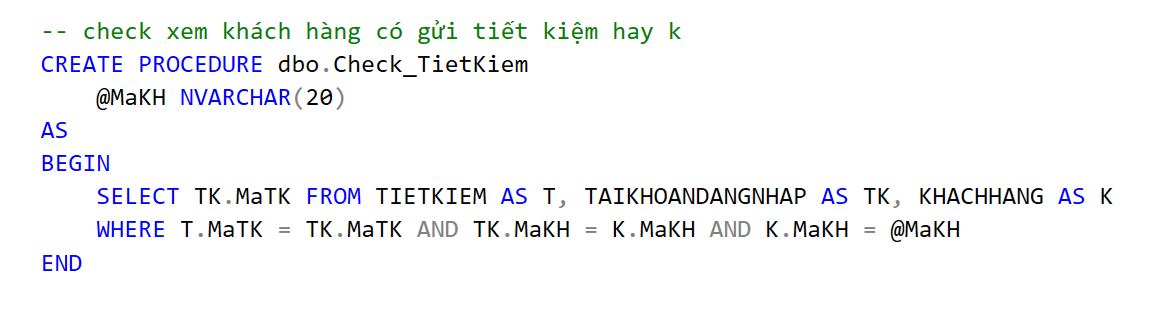 -- check xem khách hàng có gửi tiết kiệm hay k
CREATE PROCEDURE dbo.Check_TietKiem
    @MaKH NVARCHAR(20)
AS
BEGIN
    SELECT TK.MaTK FROM TIETKIEM AS T, TAIKHOANDANGNHAP AS TK, KHACHHANG AS K
    WHERE T.MaTK = TK.MaTK AND TK.MaKH = K.MaKH AND K.MaKH = @MaKH
END